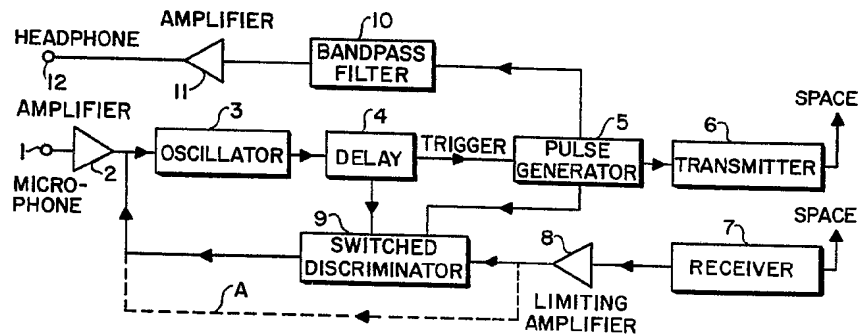 AMPLIFIER
10
HEADPHONE
BANDPASS
FILTER
12
11
AMPLIFIER
3
4
5
6
SPACE
1
2
OSCILLATOR
DELAY
TRIGGER
PULSE
GENERATOR
TRANSMITTER
MICRO-
PHONE
9
8
7
SPACE
SWITCHED
DISCRIMINATOR
RECEIVER
A
LIMITING
AMPLIFIER